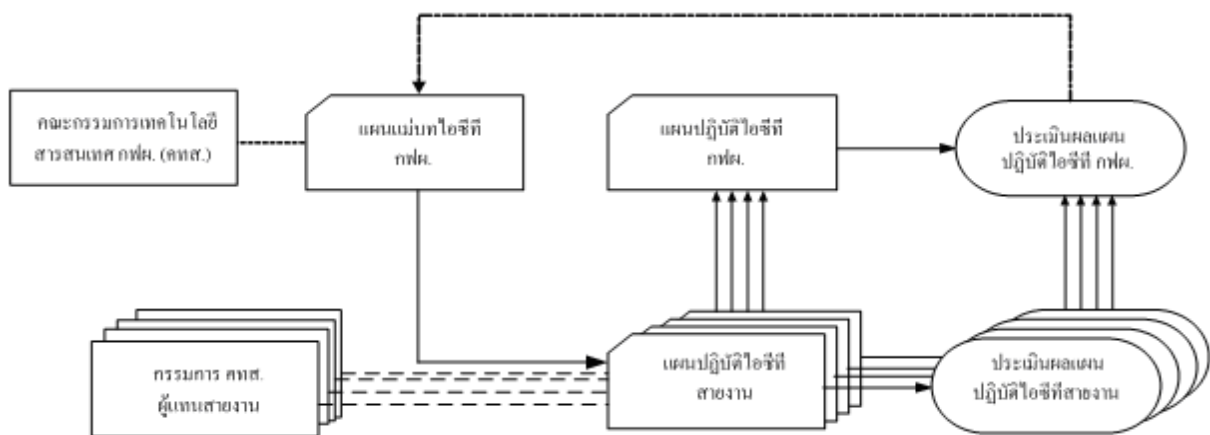 คณะกรรมการเทคโนโลยี
สารสนเทศ กฟผ. (คทส.)
แผนแม่บทไอซีที
กฟผ.
แผนปฏิบัติไอซีที
กฟผ.
ประเมินผลแผน
ปฏิบัติไอซีที กฟผ.
กรรมการ คทส.
ผู้แทนสายงาน
แผนปฏิบัติไอซีที
สายงาน
ประเมินผลแผน
ปฏิบัติไอซีทีสายงาน